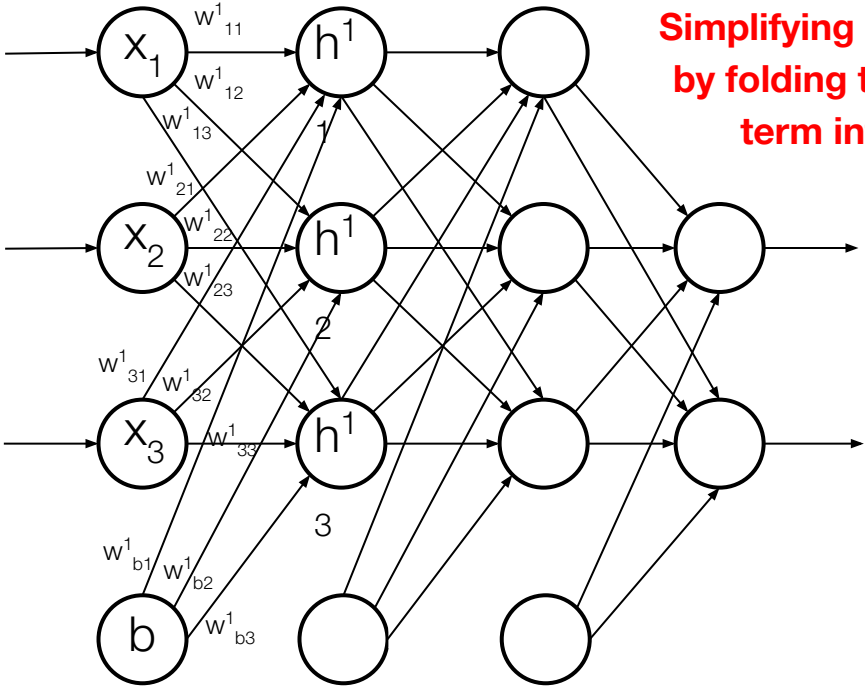 Simplifying
by folding t
term in
x1
w¹11
h¹
1
w¹12
w¹13
w¹21
x2
w¹22
h¹
2
w¹23
w¹31
w¹32
x3
w¹33
h¹
3
w¹b1
w¹b2
b
w¹b3